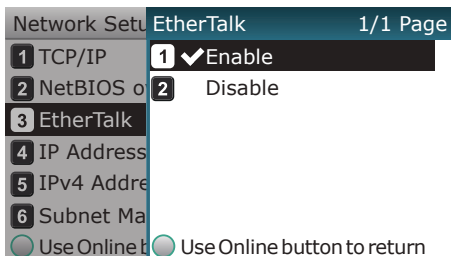 Network Setu
1 TCP/IP
2 NetBIOS o
3 EtherTalk
4 IP Address
5 IPv4 Addre
6 Subnet Ma
Use Online b
EtherTalk 1/1 Page
1 Enable
2 Disable
Use Online button to return